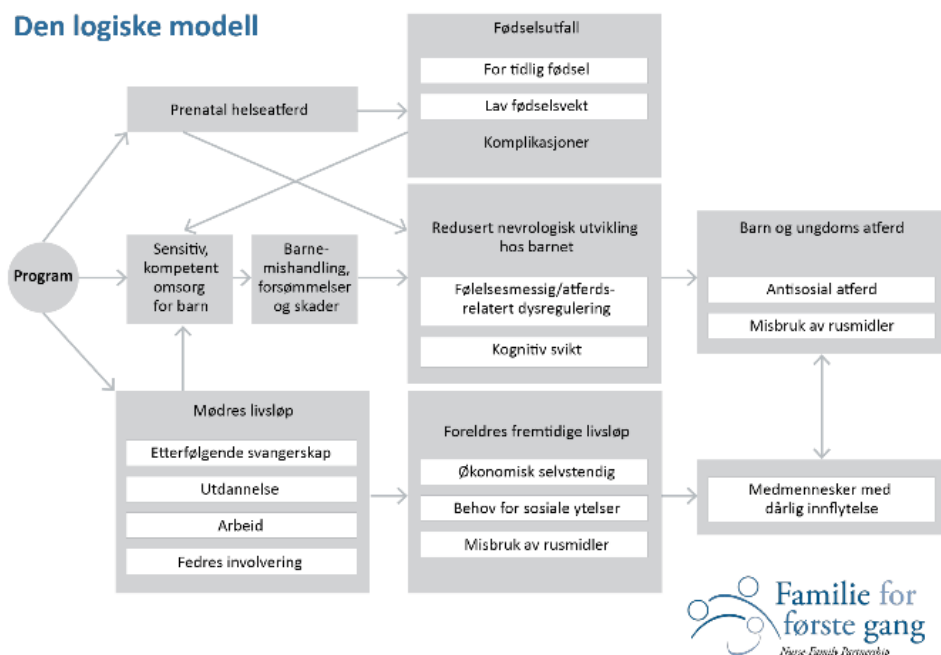 Den logiske modell
Fødselsutfall
For tidlig fødsel
Lav fødselsvekt
Komplikasjoner
Prenatal helseatferd
Program
Sensitiv,
kompetent
omsorg
for barn
Barne-
mishandling,
forsømmelser
og skader
Redusert nevrologisk utvikling
hos barnet
Følelsesmessig/atferds-
relatert dysregulering
Kognitiv svikt
Barn og ungdoms atferd
Antisosial atferd
Misbruk av rusmidler
Mødres livsløp
Etterfølgende svangerskap
Utdannelse
Arbeid
Fedres involvering
Foreldres fremtidige livsløp
Økonomisk selvstendig
Behov for sosiale ytelser
Misbruk av rusmidler
Medmennesker med
dårlig innflytelse
Familie for
første gang
Nurse Family Partnership